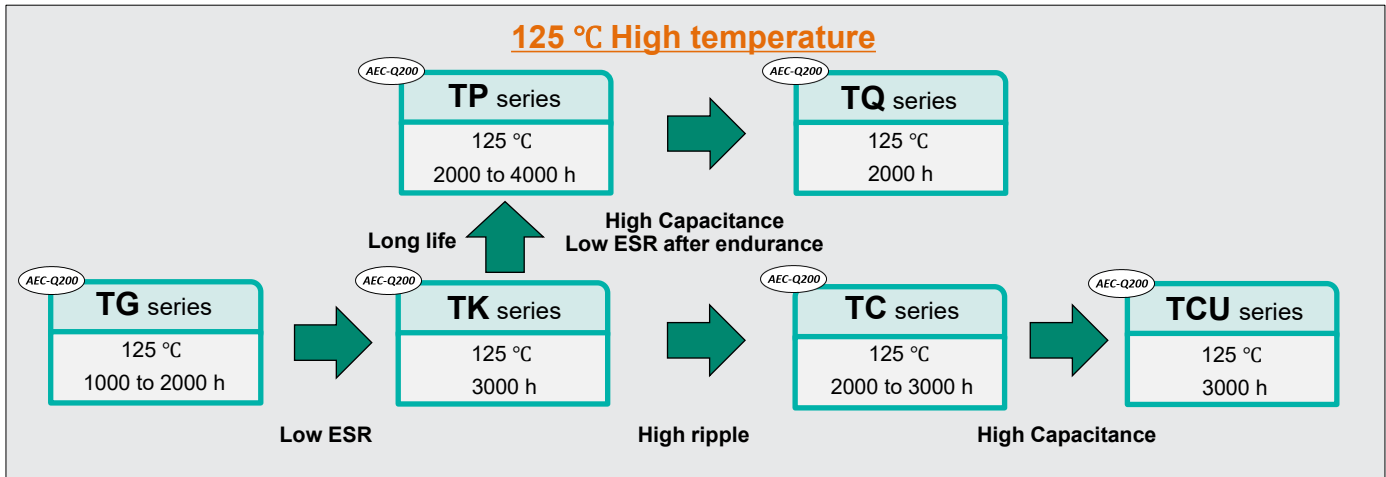 125 ℃ High temperature
AEC-Q200
TP series
125 ℃
2000 to 4000 h
AEC-Q200
TQ series
125 ℃
2000 h
Long life
High Capacitance
Low ESR after endurance
AEC-Q200
TG series
125 ℃
1000 to 2000 h
AEC-Q200
TK series
125 ℃
3000 h
AEC-Q200
TC series
125 ℃
2000 to 3000 h
AEC-Q200
TCU series
125 ℃
3000 h
Low ESR
High ripple
High Capacitance